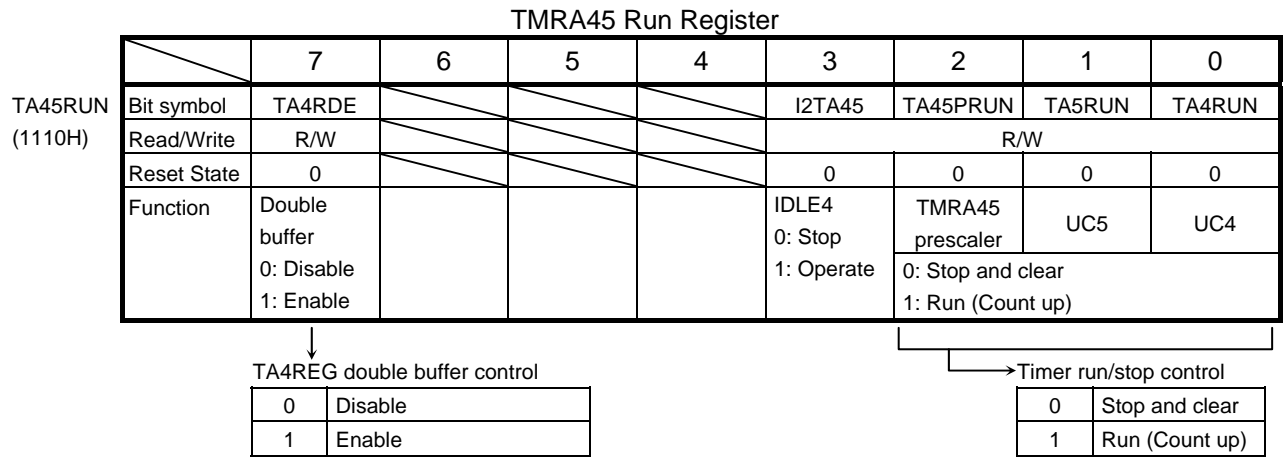 TMRA45 Run Register
7 6 5 4 3 2 1 0
TA45RUN Bit symbol TA4RDE I2TA45 TA45PRUN TA5RUN TA4RUN
(1110H) Read/Write R/W R/W
Reset State 0 0 0 0 0
Function Double IDLE4 TMRA45 UC5 UC4
buffer 0: Stop prescaler
0: Disable 1: Operate 0: Stop and clear
1: Enable 1: Run (Count up)
TA4REG double buffer control Timer run/stop control
0 Disable 0 Stop and clear
1 Enable 1 Run (Count up)